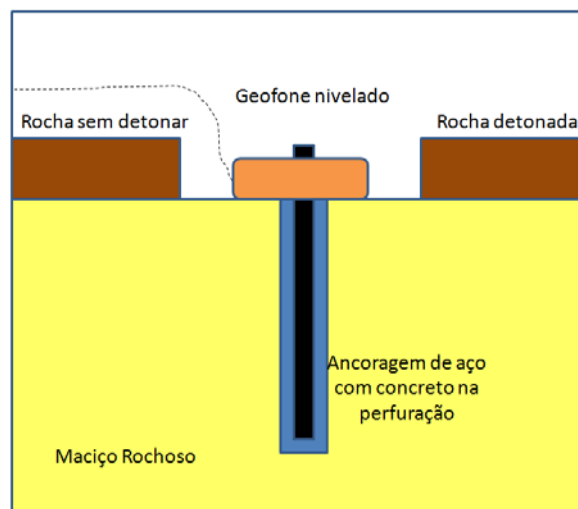 Geofone nivelado
Rocha sem detonar
Rocha detonada
Ancoragem de aço
com concreto na
perfuração
Maciço Rochoso